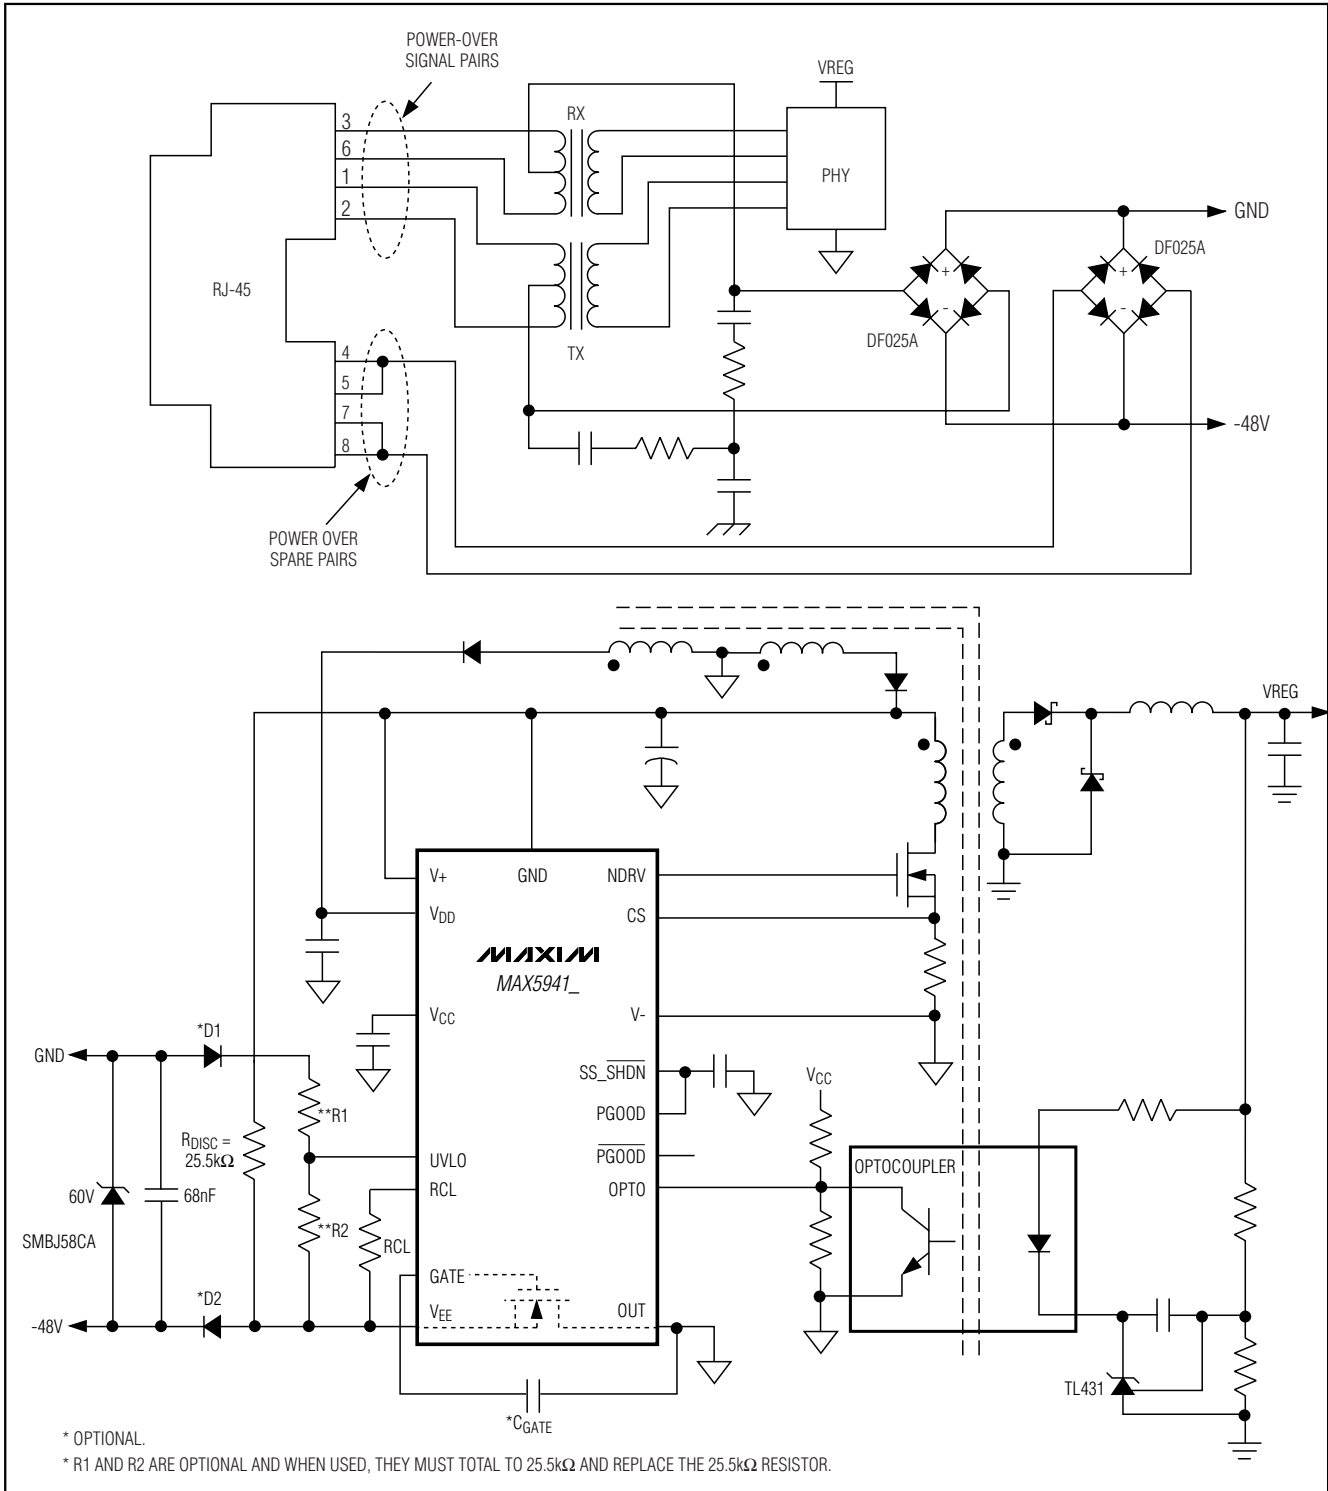 POWER-OVER
SIGNAL PAIRS
VREG
RX
3
6
1
2
PHY
GND
DF025A
+
-
+
-
RJ-45
DF025A
TX
4
5
7
8
-48V
POWER OVER
SPARE PAIRS
VREG
V+
GND
NDRV
VDD
CS
MAXIM
MAX5941_
VCC
V-
*D1
GND
SS_SHDN
VCC
**R1
PGOOD
RDISC =
25.5kΩ
UVLO
PGOOD
OPTOCOUPLER
RCL
OPTO
60V
68nF
SMBJ58CA
**R2
RCL
GATE
*D2
VEE
OUT
-48V
TL431
*CGATE
* OPTIONAL.
* R1 AND R2 ARE OPTIONAL AND WHEN USED, THEY MUST TOTAL TO 25.5kΩ AND REPLACE THE 25.5kΩ RESISTOR.